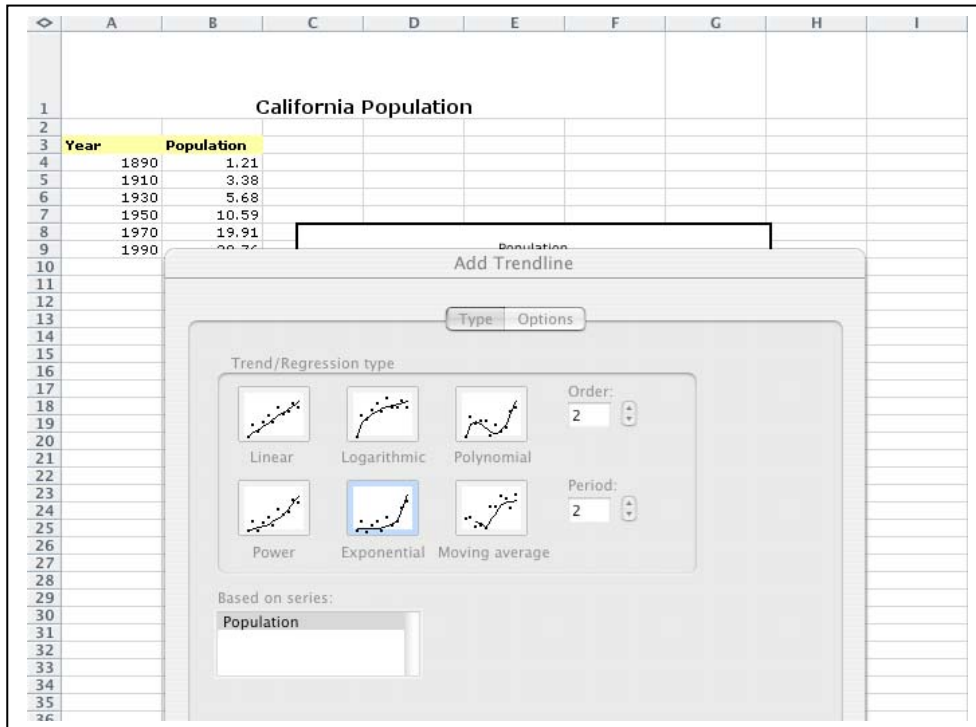 A B C D E F G H I
1 California Population
2
3 Year Population
4 1890 1.21
5 1910 3.38
6 1930 5.68
7 1950 10.59
8 1970 19.91
9 1990 Population
10 Add Trendline
11
12
13 Type Options
14
15
16 Trend/Regression type
17 Order:
18 2
19
20
21 Linear Logarithmic Polynomial
22
23 Period:
24 2
25
26 Power Exponential Moving average
27
28
29 Based on series:
30 Population
31
32
33
34
35
36